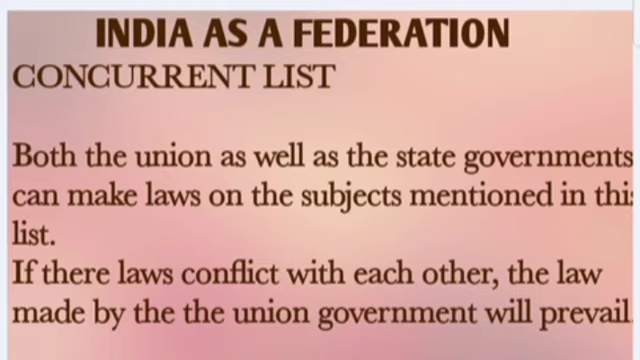 INDIA AS A FEDERATION
CONCURRENT LIST
Both the union as well as the state governments
can make laws on the subjects mentioned in this
list.
If there laws conflict with each other, the law
made by the the union government will prevail.